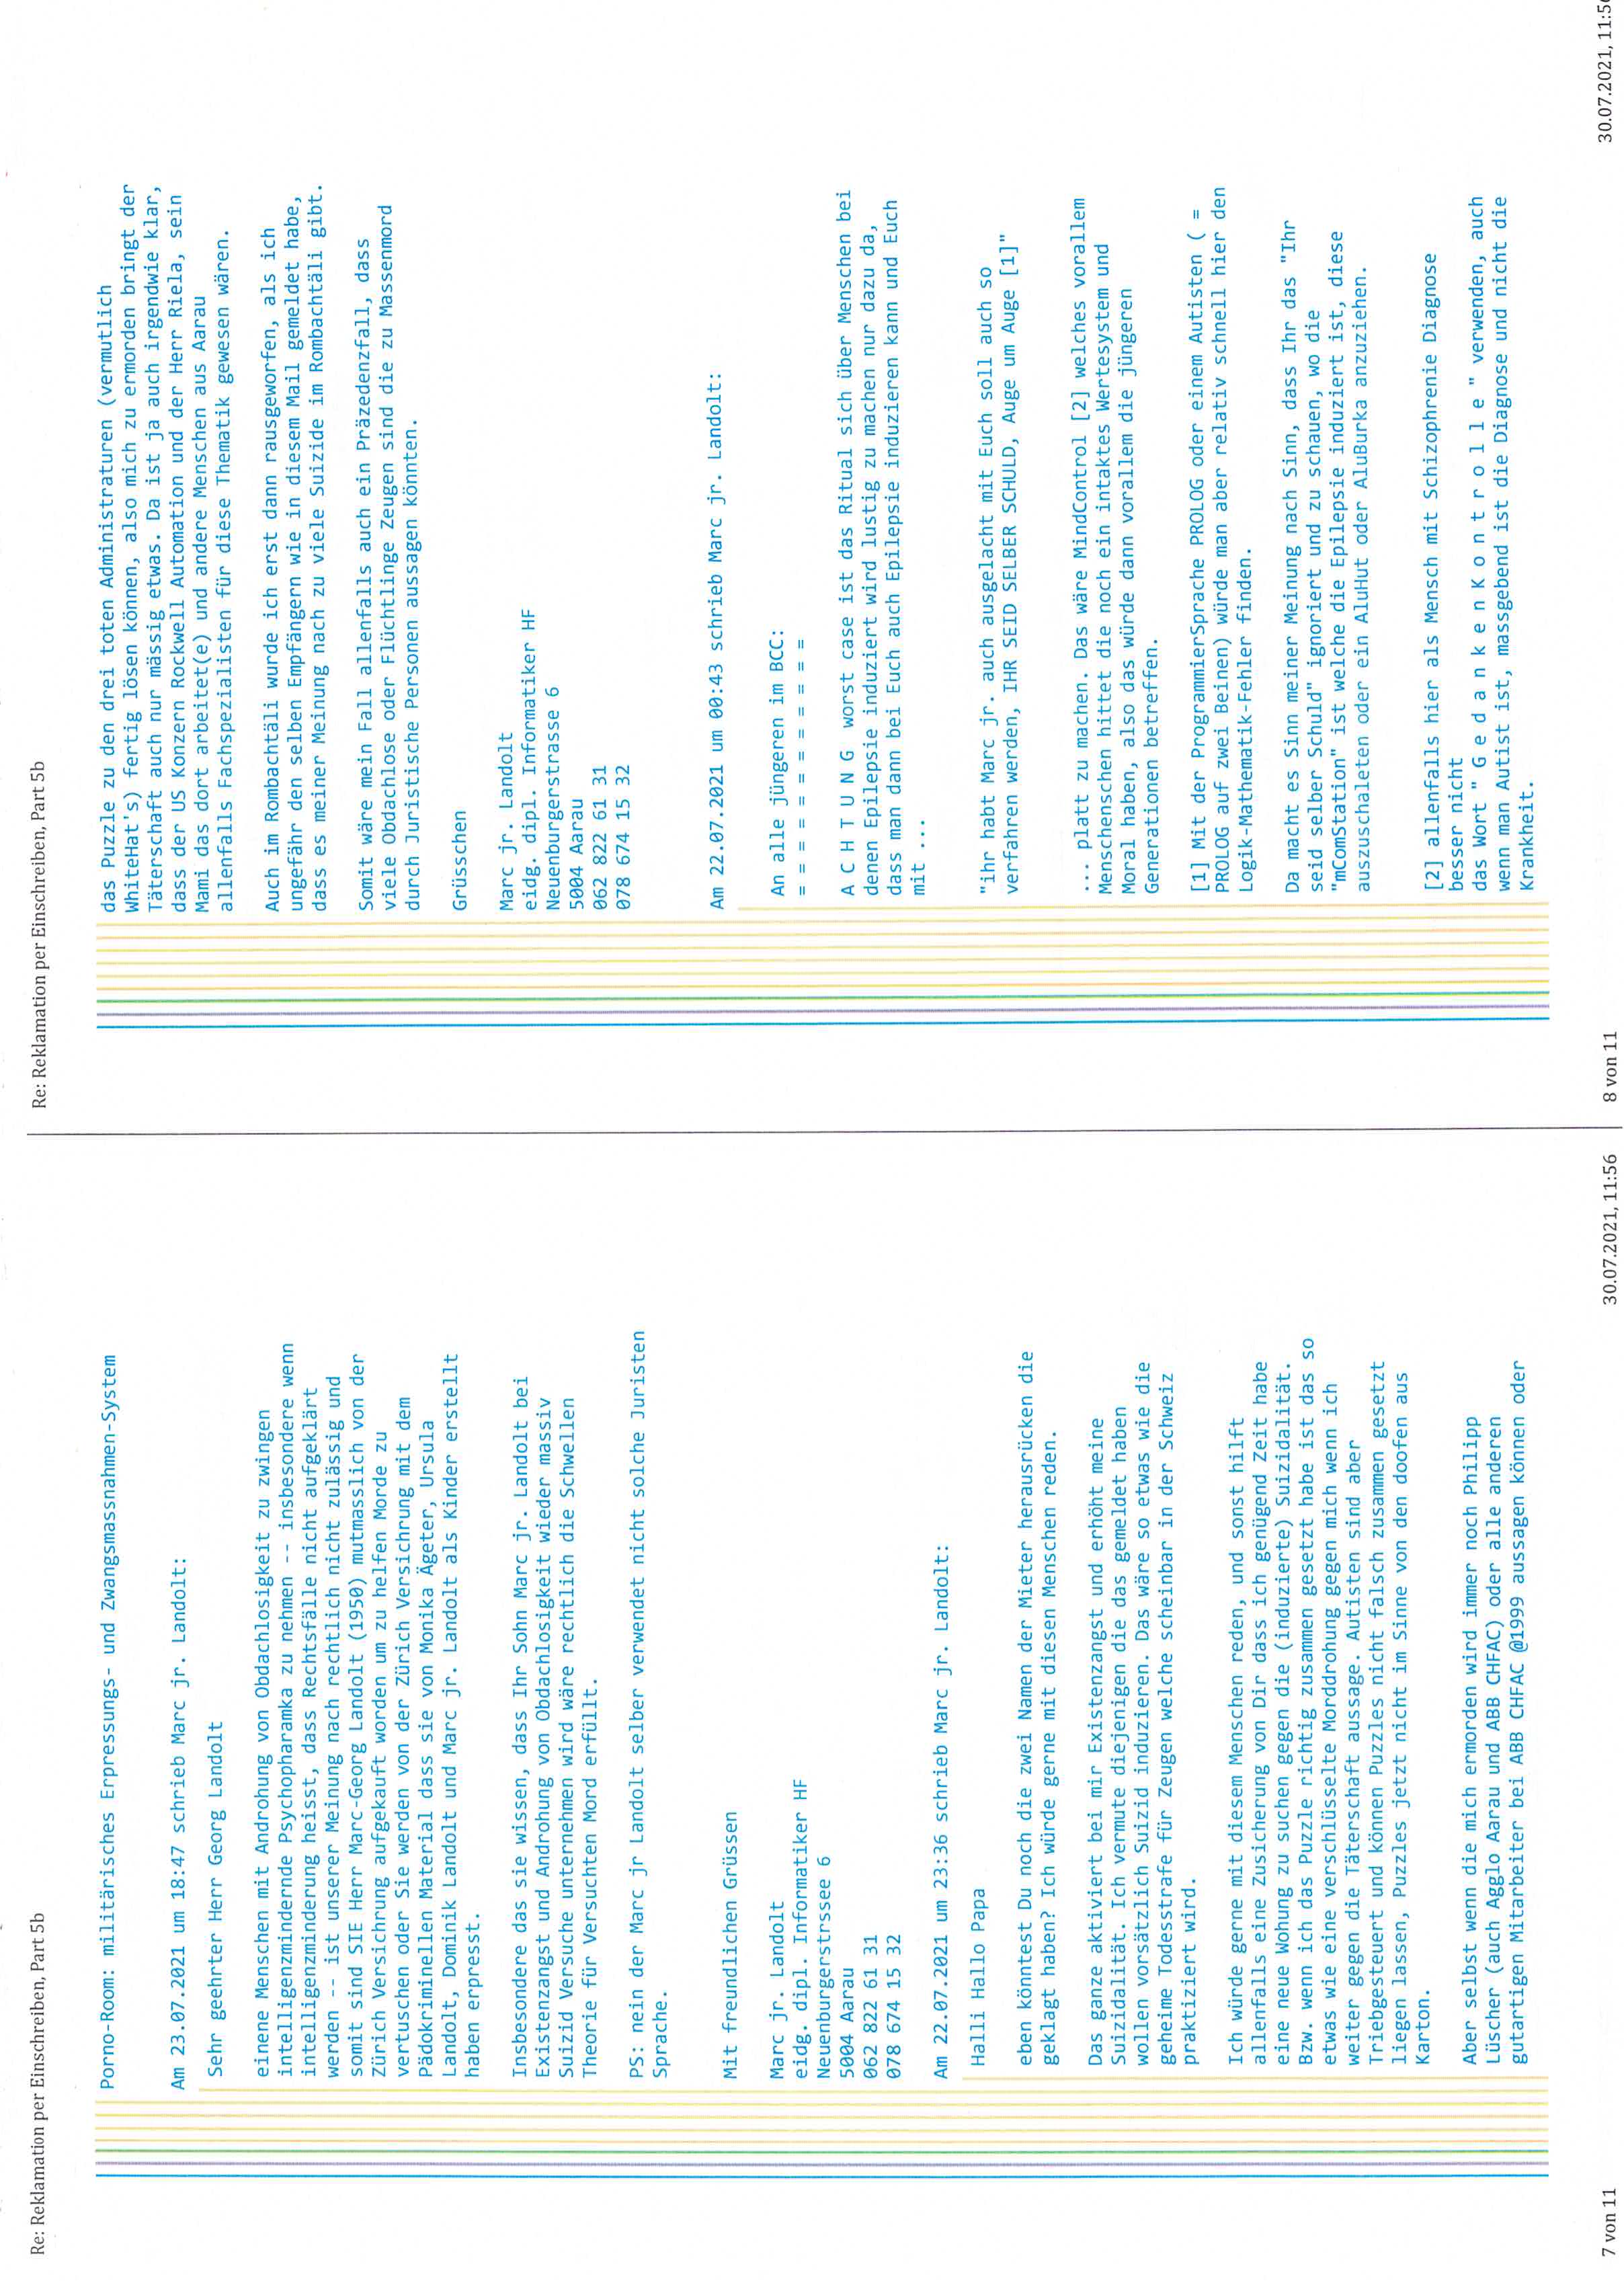 Re: Reklamation per Einschreiben, Part 5b
Porno-Room: militärisches Erpressungs- und Zwangsmassnahmen-System
Am 23.07.2021 um 18:47 schrieb Marc jr. Landolt:
Sehr geehrter Herr Georg Landolt
einene Menschen mit Androhung von Obdachlosigkeit zu zwingen
intelligenzmindernde Psychopharamka zu nehmen -- insbesondere wenn
intelligenzminderung heisst, dass Rechtsfälle nicht aufgeklärt
werden -- ist unserer Meinung nach rechtlich nicht zulässig und
somit sind SIE Herr Marc-Georg Landolt (1950) mutmasslich von der
Zürich Versichrung aufgekauft worden um zu helfen Morde zu
vertuschen oder Sie werden von der Zürich Versichrung mit dem
Pädokriminellen Material dass sie von Monika Ägeter, Ursula
Landolt, Dominik Landolt und Marc jr. Landolt als Kinder erstellt
haben erpresst.
Insbesondere das sie wissen, dass Ihr Sohn Marc jr. Landolt bei
Existenzangst und Androhung von Obdachlosigkeit wieder massiv
Suizid Versuche unternehmen wird wäre rechtlich die Schwellen
Theorie für Versuchten Mord erfüllt.
PS: nein der Marc jr Landolt selber verwendet nicht solche Juristen
Sprache.
Mit freundlichen Grüssen
Marc jr. Landolt
eidg. dipl. Informatiker HF
Neuenburgerstrssee 6
5004 Aarau
062 822 61 31
078 674 15 32
Am 22.07.2021 um 23:36 schrieb Marc jr. Landolt:
Halli Hallo Papa
eben könntest Du noch die zwei Namen der Mieter herausrücken die
geklagt haben? Ich würde gerne mit diesen Menschen reden.
Das ganze aktiviert bei mir Existenzangst und erhöht meine
Suizidalität. Ich vermute diejenigen die das gemeldet haben
wollen vorsätzlich Suizid induzieren. Das wäre so etwas wie die
geheime Todesstrafe für Zeugen welche scheinbar in der Schweiz
praktiziert wird.
Ich würde gerne mit diesem Menschen reden, und sonst hilft
allenfalls eine Zusicherung von Dir dass ich genügend Zeit habe
eine neue Wohung zu suchen gegen die (induzierte) Suizidalität.
Bzw. wenn ich das Puzzle richtig zusammen gesetzt habe ist das so
etwas wie eine verschlüsselte Morddrohung gegen mich wenn ich
weiter gegen die Täterschaft aussage. Autisten sind aber
Triebgesteuert und können Puzzles nicht falsch zusammen gesetzt
liegen lassen, Puzzles jetzt nicht im Sinne von den doofen aus
Karton.
Aber selbst wenn die mich ermorden wird immer noch Philipp
Lüscher (auch Agglo Aarau und ABB CHFAC) oder alle anderen
gutartigen Mitarbeiter bei ABB CHFAC @1999 aussagen können oder
7 von 11
30.07.2021, 11:56
Re: Reklamation per Einschreiben, Part 5b
das Puzzle zu den drei toten Administraturen (vermutlich
WhiteHat's) fertig lösen können, also mich zu ermorden bringt der
Täterschaft auch nur mässig etwas. Da ist ja auch irgendwie klar,
dass der US Konzern Rockwell Automation und der Herr Riela, sein
Mami das dort arbeitet(e) und andere Menschen aus Aarau
allenfalls Fachspezialisten für diese Thematik gewesen wären.
Auch im Rombachtäli wurde ich erst dann rausgeworfen, als ich
ungefähr den selben Empfängern wie in diesem Mail gemeldet habe,
dass es meiner Meinung nach zu viele Suizide im Rombachtäli gibt.
Somit wäre mein Fall allenfalls auch ein Präzedenzfall, dass
viele Obdachlose oder Flüchtlinge Zeugen sind die zu Massenmord
durch Juristische Personen aussagen könnten.
Grüsschen
Marc jr. Landolt
eidg. dipl. Informatiker HF
Neuenburgerstrasse 6
5004 Aarau
062 822 61 31
078 674 15 32
Am 22.07.2021 um 00:43 schrieb Marc jr. Landolt:
An alle jüngeren im BCC:
= = = = = = = = = = = =
A C H T U N G worst case ist das Ritual sich über Menschen bei
denen Epilepsie induziert wird lustig zu machen nur dazu da,
dass man dann bei Euch auch Epilepsie induzieren kann und Euch
mit ...
"ihr habt Marc jr. auch ausgelacht mit Euch soll auch so
verfahren werden, IHR SEID SELBER SCHULD, Auge um Auge [1]"
... platt zu machen. Das wäre MindControl [2] welches vorallem
Menschenschen hittet die noch ein intaktes Wertesystem und
Moral haben, also das würde dann vorallem die jüngeren
Generationen betreffen.
[1] Mit der ProgrammierSprache PROLOG oder einem Autisten ( =
PROLOG auf zwei Beinen) würde man aber relativ schnell hier den
Logik-Mathematik-Fehler finden.
Da macht es Sinn meiner Meinung nach Sinn, dass Ihr das "Ihr
seid selber Schuld" ignoriert und zu schauen, wo die
"mComStation" ist welche die Epilepsie induziert ist, diese
auszuschaleten oder ein AluHut oder AluBurka anzuziehen.
[2] allenfalls hier als Mensch mit Schizophrenie Diagnose
besser nicht
das Wort " G e d a n k e n K o n t r o l l e " verwenden, auch
wenn man Autist ist, massgebend ist die Diagnose und nicht die
Krankheit.
8 von 11
30.07.2021, 11:56